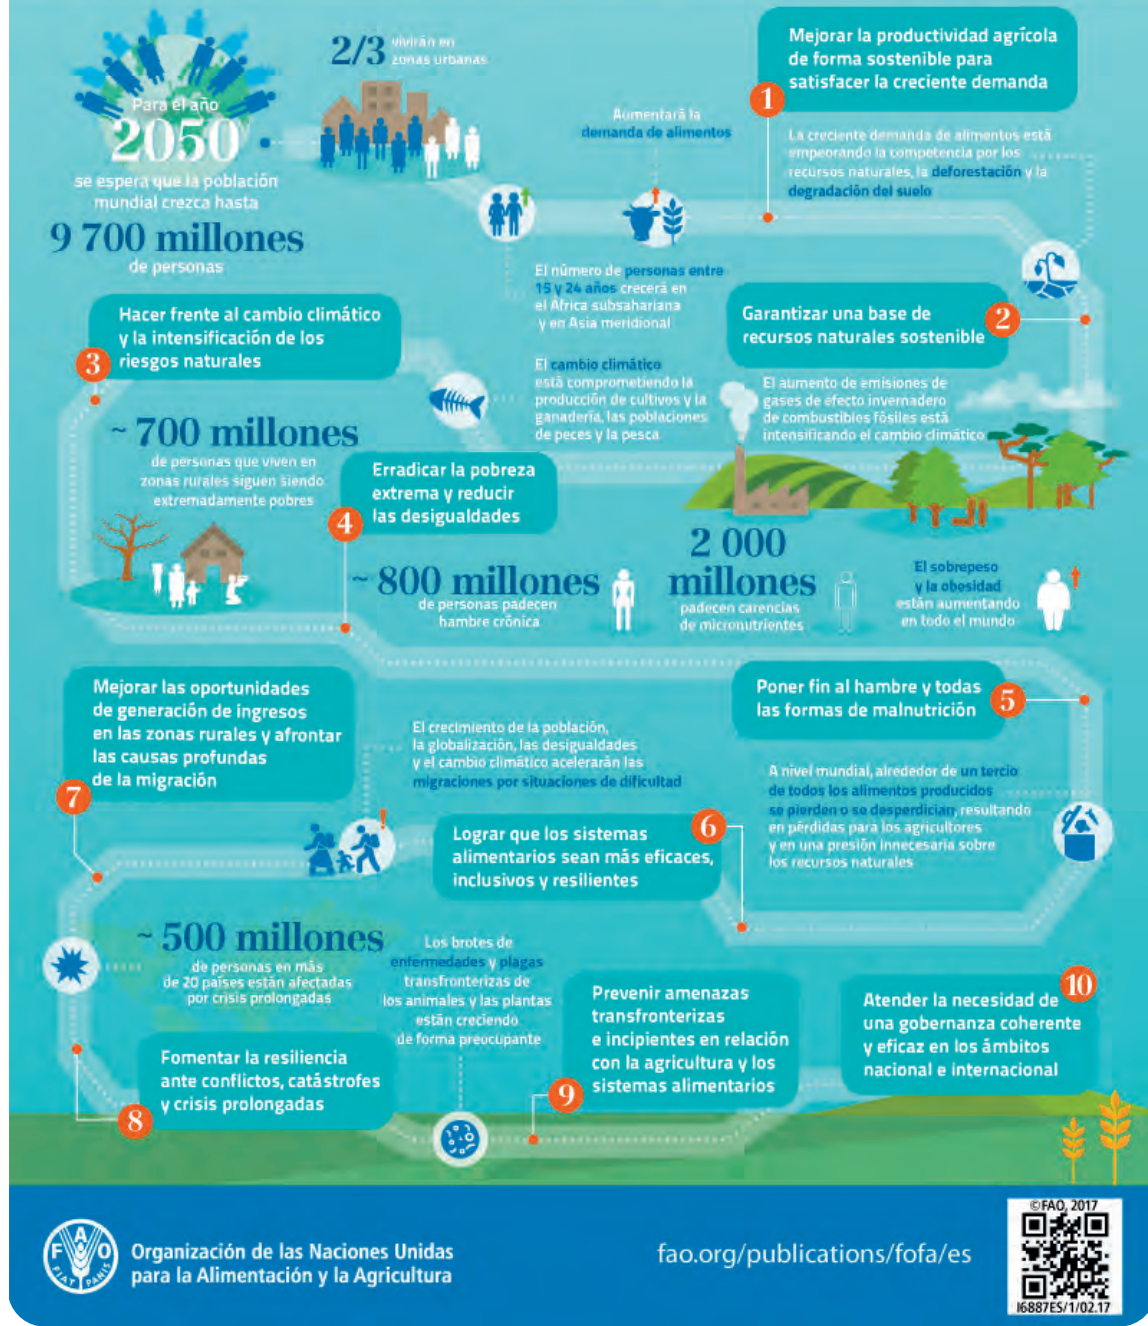 Para el año
2050
se espera que la población
mundial crezca hasta
9 700 millones
de personas
2/3 vivirán en
zonas urbanas
El número de personas entre
15 y 24 años crecerá en
el África subsahariana
y en Asia meridional
Aumentará la
demanda de alimentos
Mejorar la productividad agrícola
de forma sostenible para
satisfacer la creciente demanda
1
La creciente demanda de alimentos está
empeorando la competencia por los
recursos naturales, la deforestación y la
degradación del suelo
Garantizar una base de
recursos naturales sostenible
2
El aumento de emisiones de
gases de efecto invernadero
de combustibles fósiles está
intensificando el cambio climático
El cambio climático
está comprometiendo la
producción de cultivos y la
ganadería, las poblaciones
de peces y la pesca
Hacer frente al cambio climático
y la intensificación de los
riesgos naturales
3
~ 700 millones
de personas que viven en
zonas rurales siguen siendo
extremadamente pobres
Erradicar la pobreza
extrema y reducir
las desigualdades
4
~ 800 millones
de personas padecen
hambre crónica
2 000
millones
padecen carencias
de micronutrientes
El sobrepeso
y la obesidad
están aumentando
en todo el mundo
Poner fin al hambre y todas
las formas de malnutrición
5
A nivel mundial, alrededor de un tercio
de todos los alimentos producidos
se pierden o se desperdician, resultando
en pérdidas para los agricultores
y en una presión innecesaria sobre
los recursos naturales
Lograr que los sistemas
alimentarios sean más eficaces,
inclusivos y resilientes
6
El crecimiento de la población,
la globalización, las desigualdades
y el cambio climático acelerarán las
migraciones por situaciones de dificultad
!
Mejorar las oportunidades
de generación de ingresos
en las zonas rurales y afrontar
las causas profundas
de la migración
7
~ 500 millones
de personas en más
de 20 países están afectadas
por crisis prolongadas
Fomentar la resiliencia
ante conflictos, catástrofes
y crisis prolongadas
8
Los brotes de
enfermedades y plagas
transfronterizas de
los animales y las plantas
están creciendo
de forma preocupante
Prevenir amenazas
transfronterizas
e incipientes en relación
con la agricultura y los
sistemas alimentarios
9
Atender la necesidad de
una gobernanza coherente
y eficaz en los ámbitos
nacional e internacional
10
FAO
FIAT PANIS
Organización de las Naciones Unidas
para la Alimentación y la Agricultura
fao.org/publications/fofa/es
©FAO, 2017
I6887ES/1/02.17